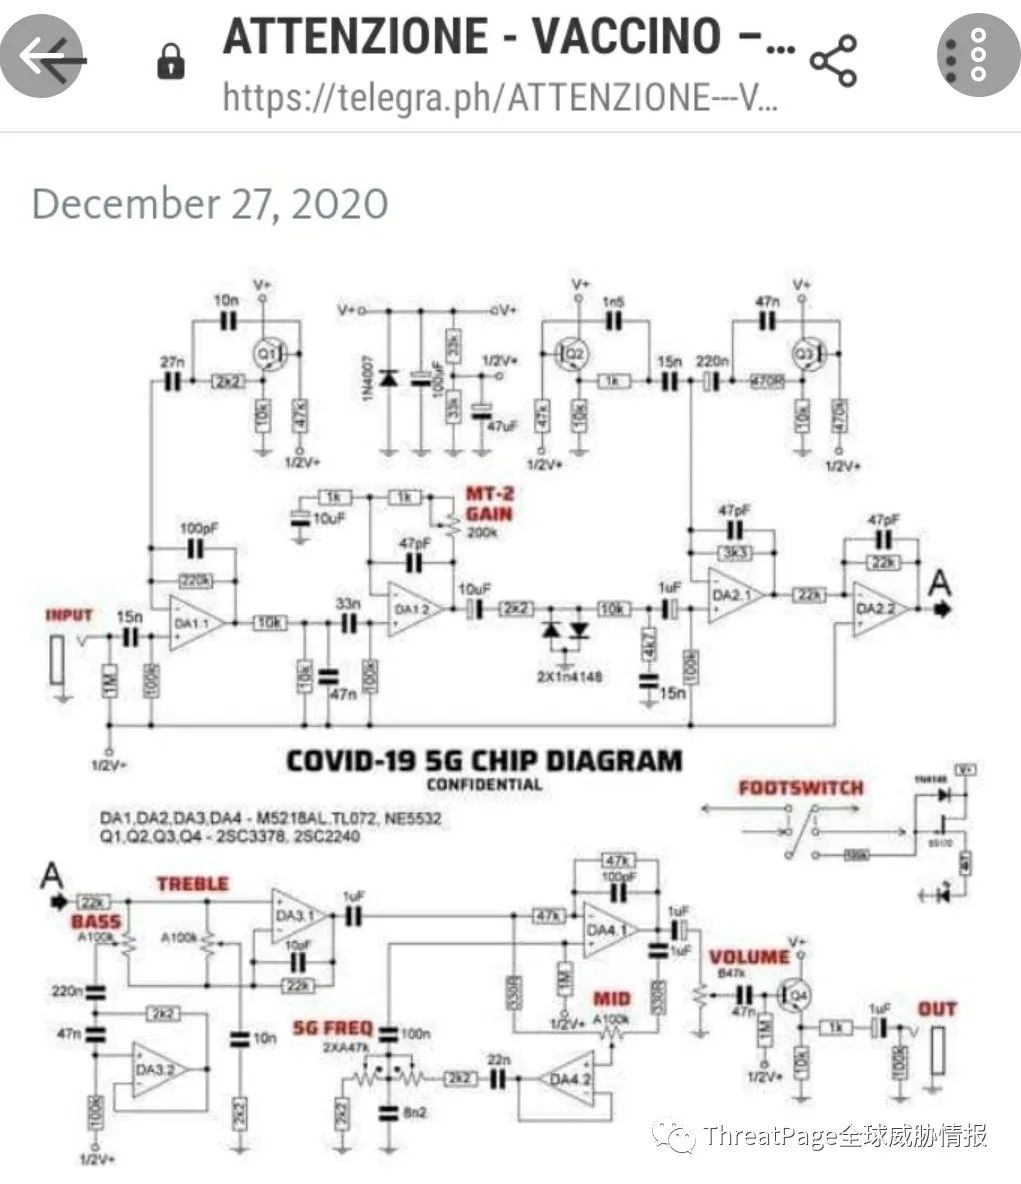 ATTENZIONE - VACCINO –...
https://telegra.ph/ATTENZIONE---V...
December 27, 2020
V+ V+ V+
10n V+ V+ 1n5 47n
Q1 33k 1/2V+ Q2 Q3
27n 1N4007 15n 220n
2k2 100uF 1k 470R
10k 47k 33k 47uF 47k 10k 10k 470k
1/2V+ 1/2V+ 1/2V+
1k 1k MT-2
GAIN
10uF 200k
100pF 47pF 47pF 47pF
220k 3k3 22k
INPUT 15n 33n 10uF 1uF A
DA1.1 10k DA1.2 2k2 10k DA2.1 22k DA2.2
1M 100k 10k 47n 100k 2X1n4148 4k7 15n 100k
1/2V+
COVID-19 5G CHIP DIAGRAM
CONFIDENTIAL
FOOTSWITCH V+
DA1,DA2,DA3,DA4 - M5218AL,TL072, NE5532
Q1,Q2,Q3,Q4 - 2SC3378, 2SC2240
A TREBLE 47k
22k 1uF 100pF
BASS DA3.1 47k DA4.1 1uF
A100k A100k 10pF 1uF VOLUME V+
22k 1M B47k
220n 2k2 330R MID 330R 47n Q4 1uF OUT
47n 5G FREQ 100n 1/2V+ A100k 1M 1k
DA3.2 10n 2XA47k 22n 10k 100k
2k2 DA4.2 1/2V+
100k 2k2 2k2 8n2
1/2V+
ThreatPage全球威胁情报